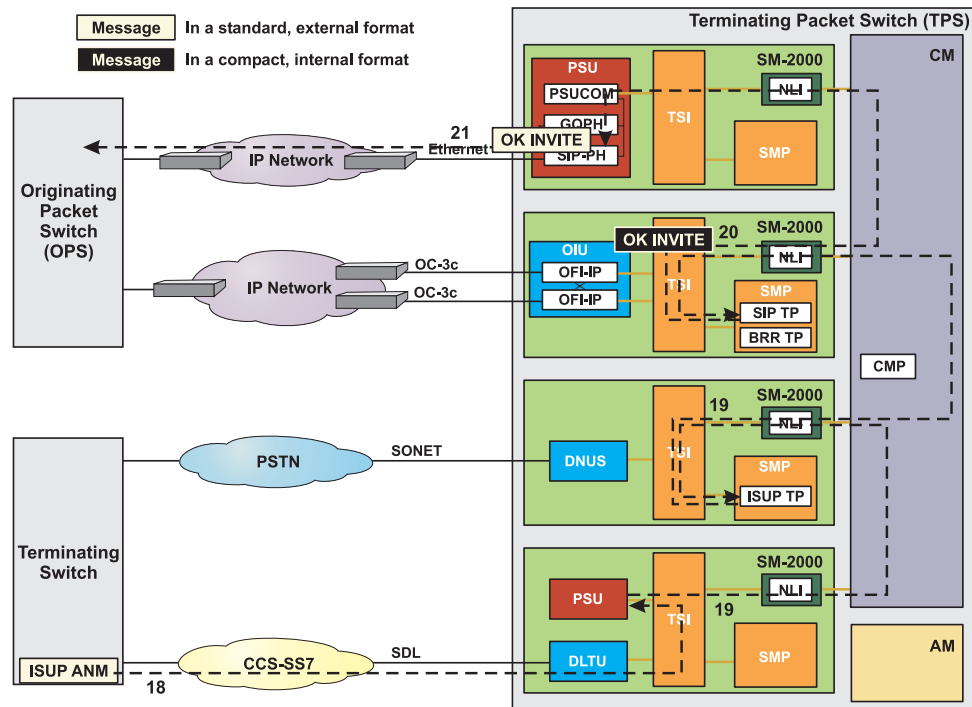 Terminating Packet Switch (TPS)
Message In a standard, external format
Message In a compact, internal format
CM
SM-2000
PSU
PSUCOM
GQPH
SIP-PH
TSI
NLI
SMP
21
Ethernet
OK INVITE
IP Network
Originating
Packet
Switch
(OPS)
SM-2000
20
OK INVITE
OIU
OFI-IP
OFI-IP
TSI
NLI
SMP
SIP TP
BRR TP
OC-3c
IP Network
OC-3c
CMP
SM-2000
19
NLI
DNUS
TSI
SMP
ISUP TP
SONET
PSTN
Terminating
Switch
SM-2000
PSU
TSI
NLI
19
DLTU
SMP
SDL
CCS-SS7
ISUP ANM
18
AM